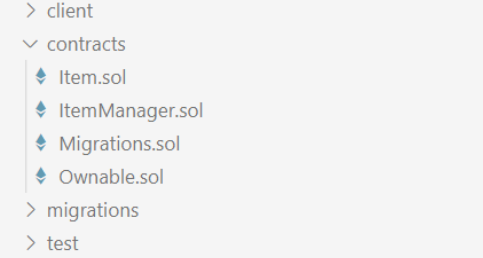 client
contracts
Item.sol
ItemManager.sol
Migrations.sol
Ownable.sol
migrations
test